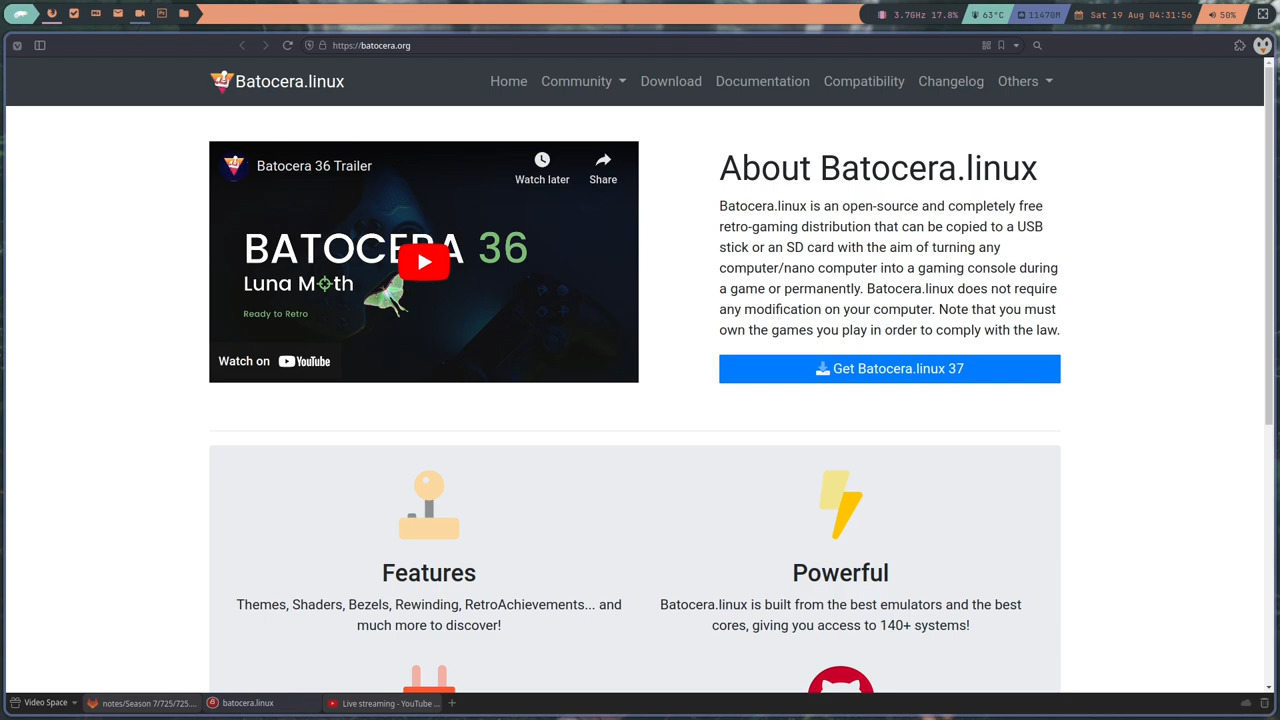 3.7GHz 17.8%
63°C
11470M
Sat 19 Aug 04:31:56
50%
https://batocera.org
Batocera.linux
Home
Community
Download
Documentation
Compatibility
Changelog
Others
Batocera 36 Trailer
Watch later
Share
BATOCERA 36
Luna Moth
Ready to Retro
Watch on YouTube
About Batocera.linux
Batocera.linux is an open-source and completely free
retro-gaming distribution that can be copied to a USB
stick or an SD card with the aim of turning any
computer/nano computer into a gaming console during
a game or permanently. Batocera.linux does not require
any modification on your computer. Note that you must
own the games you play in order to comply with the law.
Get Batocera.linux 37
Features
Themes, Shaders, Bezels, Rewinding, RetroAchievements... and
much more to discover!
Powerful
Batocera.linux is built from the best emulators and the best
cores, giving you access to 140+ systems!
Video Space
notes/Season 7/725/725....
batocera.linux
Live streaming - YouTube ...